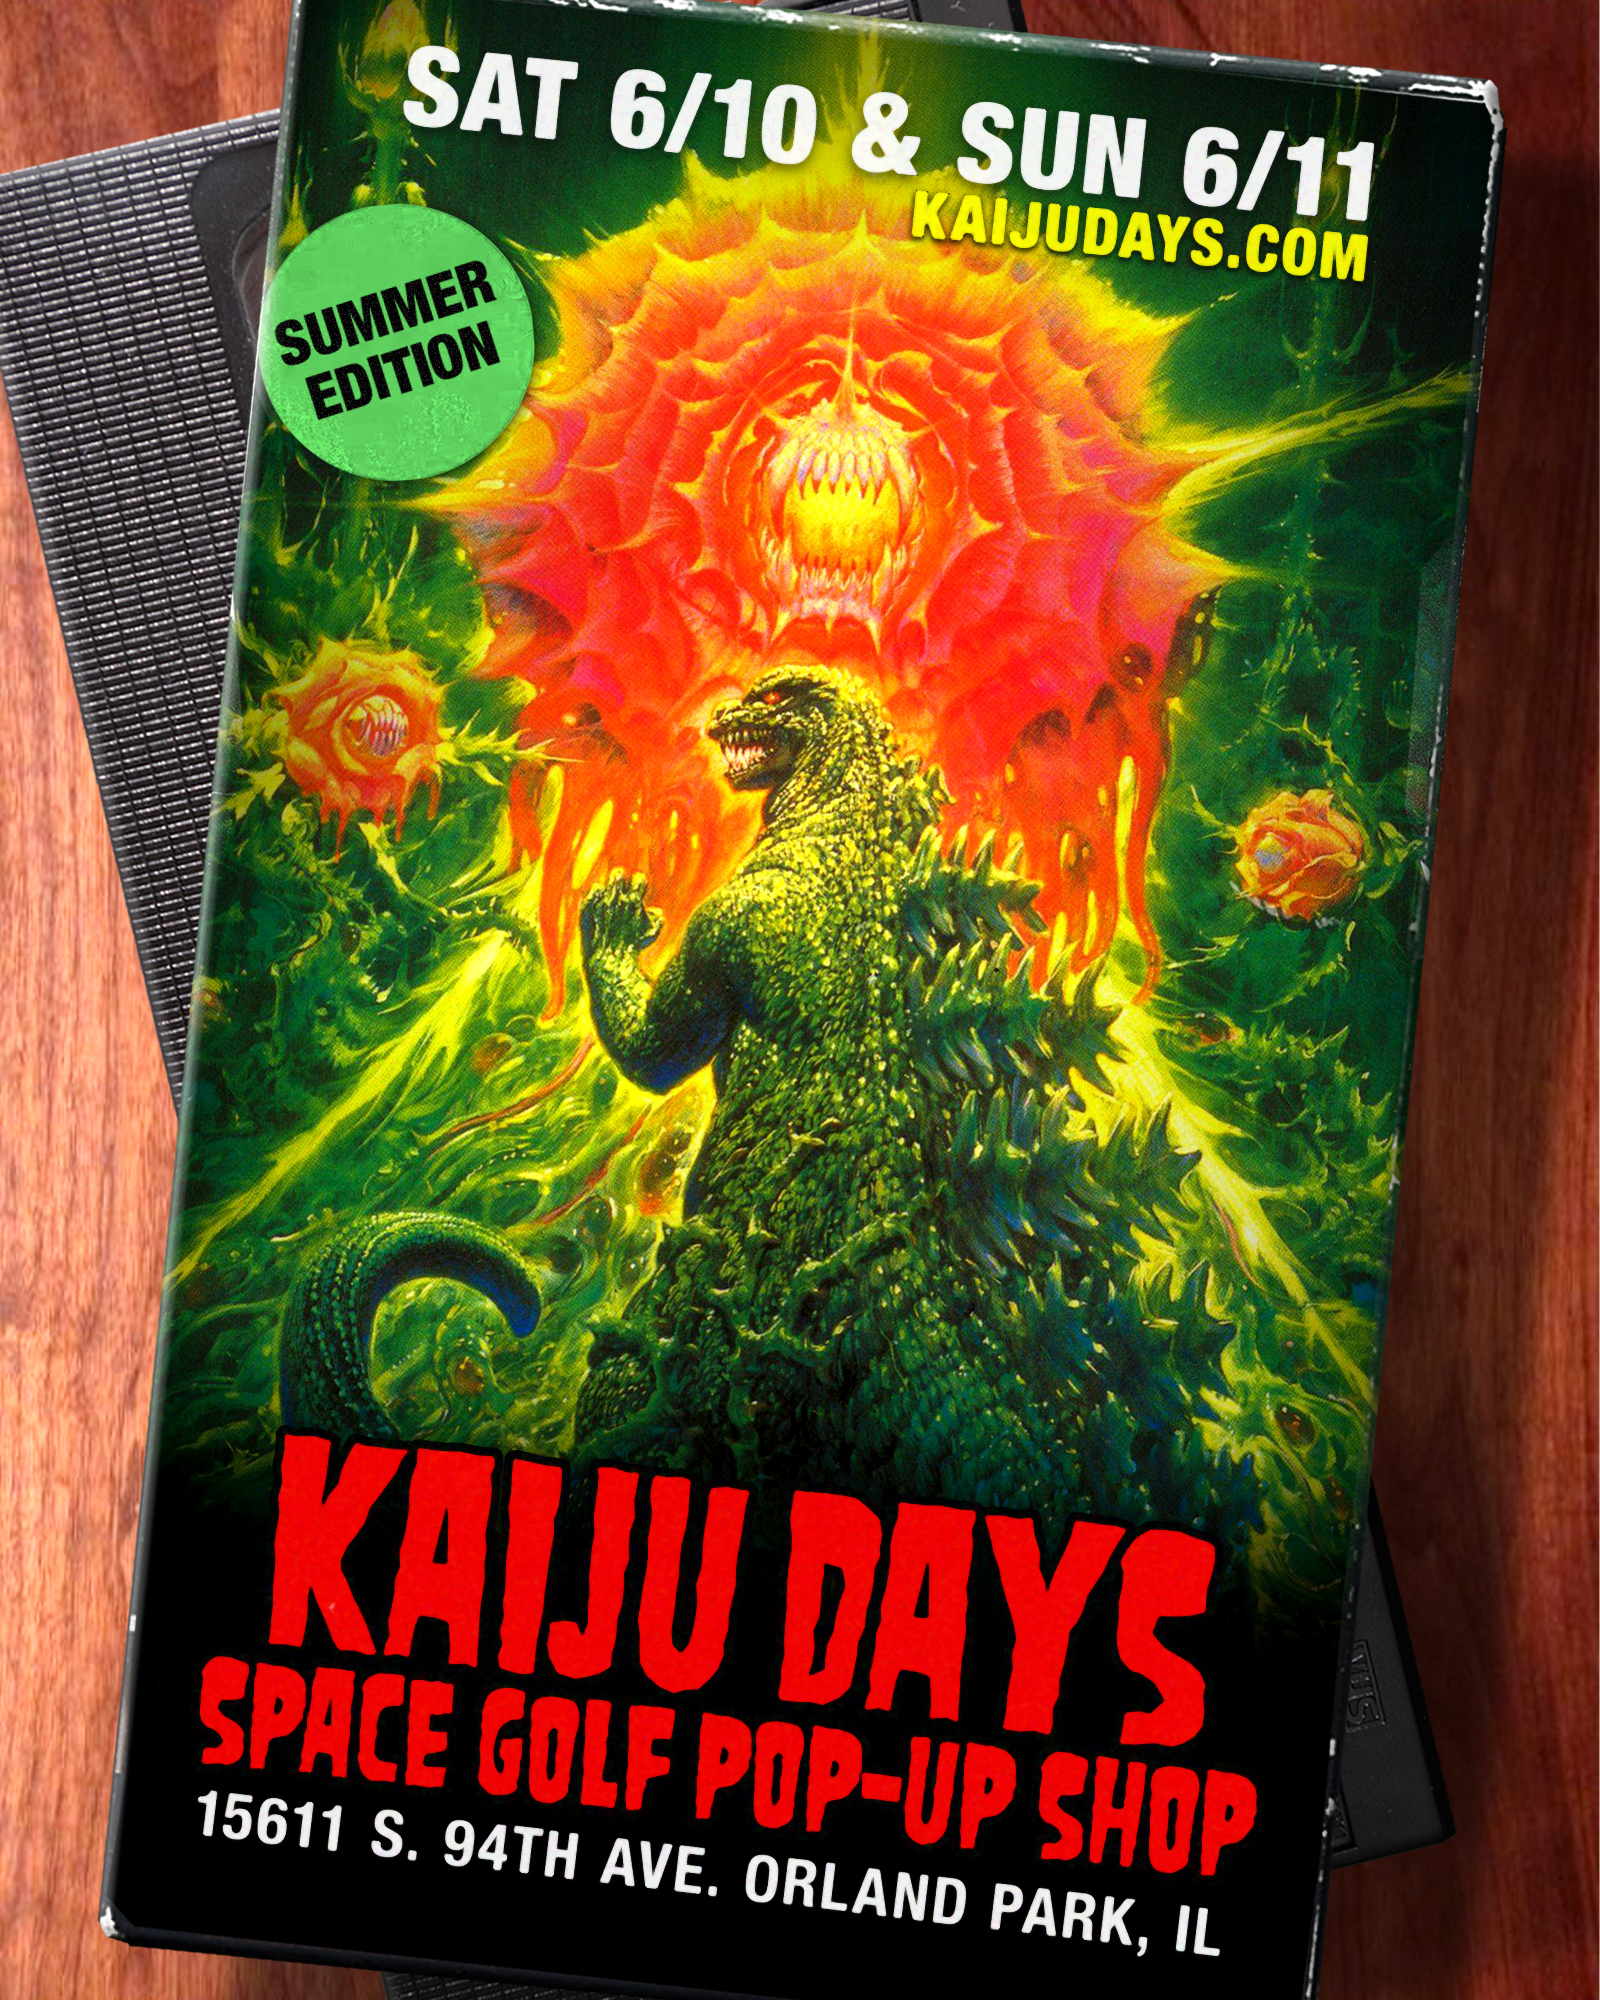 SAT 6/10 & SUN 6/11
KAIJUDAYS.COM
SUMMER
EDITION
KAIJU DAYS
SPACE GOLF POP-UP SHOP
15611 S. 94TH AVE. ORLAND PARK, IL
VHS